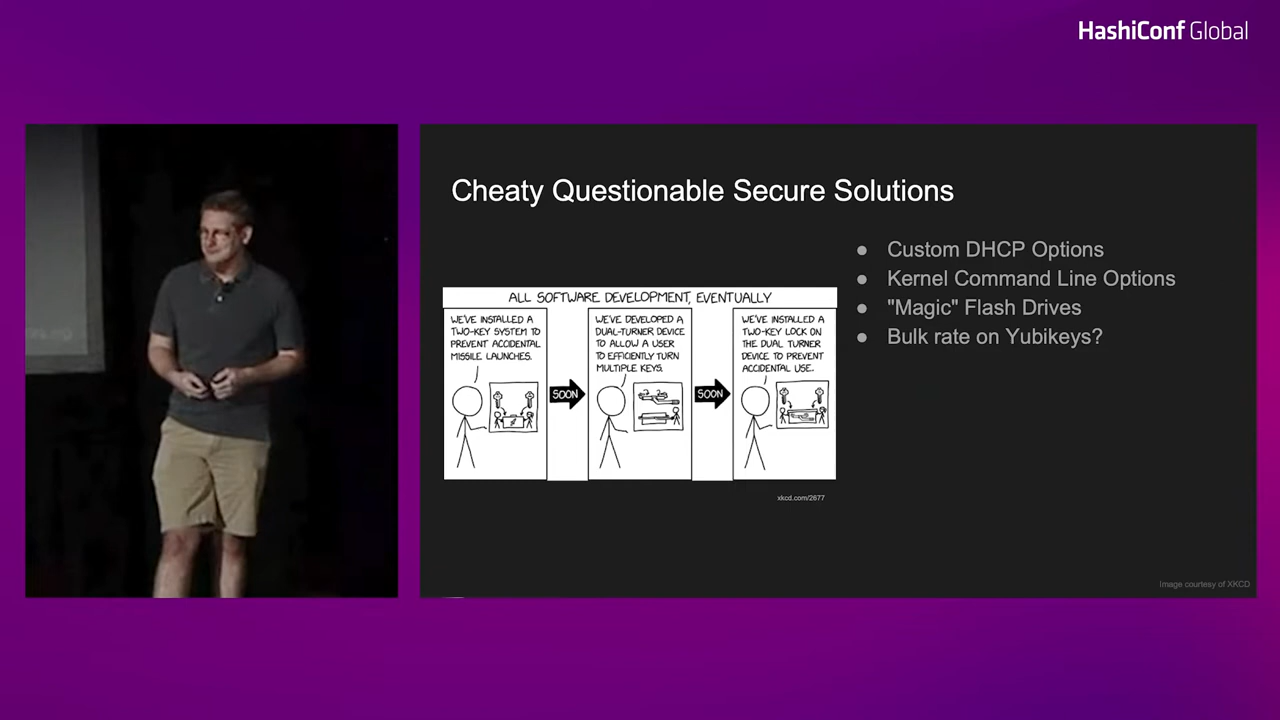 HashiConf Global
Cheaty Questionable Secure Solutions
● Custom DHCP Options
● Kernel Command Line Options
● "Magic" Flash Drives
● Bulk rate on Yubikeys?
ALL SOFTWARE DEVELOPMENT, EVENTUALLY
WE'VE INSTALLED A
TWO-KEY SYSTEM TO
PREVENT ACCIDENTAL
MISSILE LAUNCHES.
SOON
WE'VE DEVELOPED A
DUAL-TURNER DEVICE
TO ALLOW A USER
TO EFFICIENTLY TURN
MULTIPLE KEYS.
SOON
WE'VE INSTALLED A
TWO-KEY LOCK ON
THE DUAL TURNER
DEVICE TO PREVENT
ACCIDENTAL USE.
xkcd.com/2677
Image courtesy of XKCD